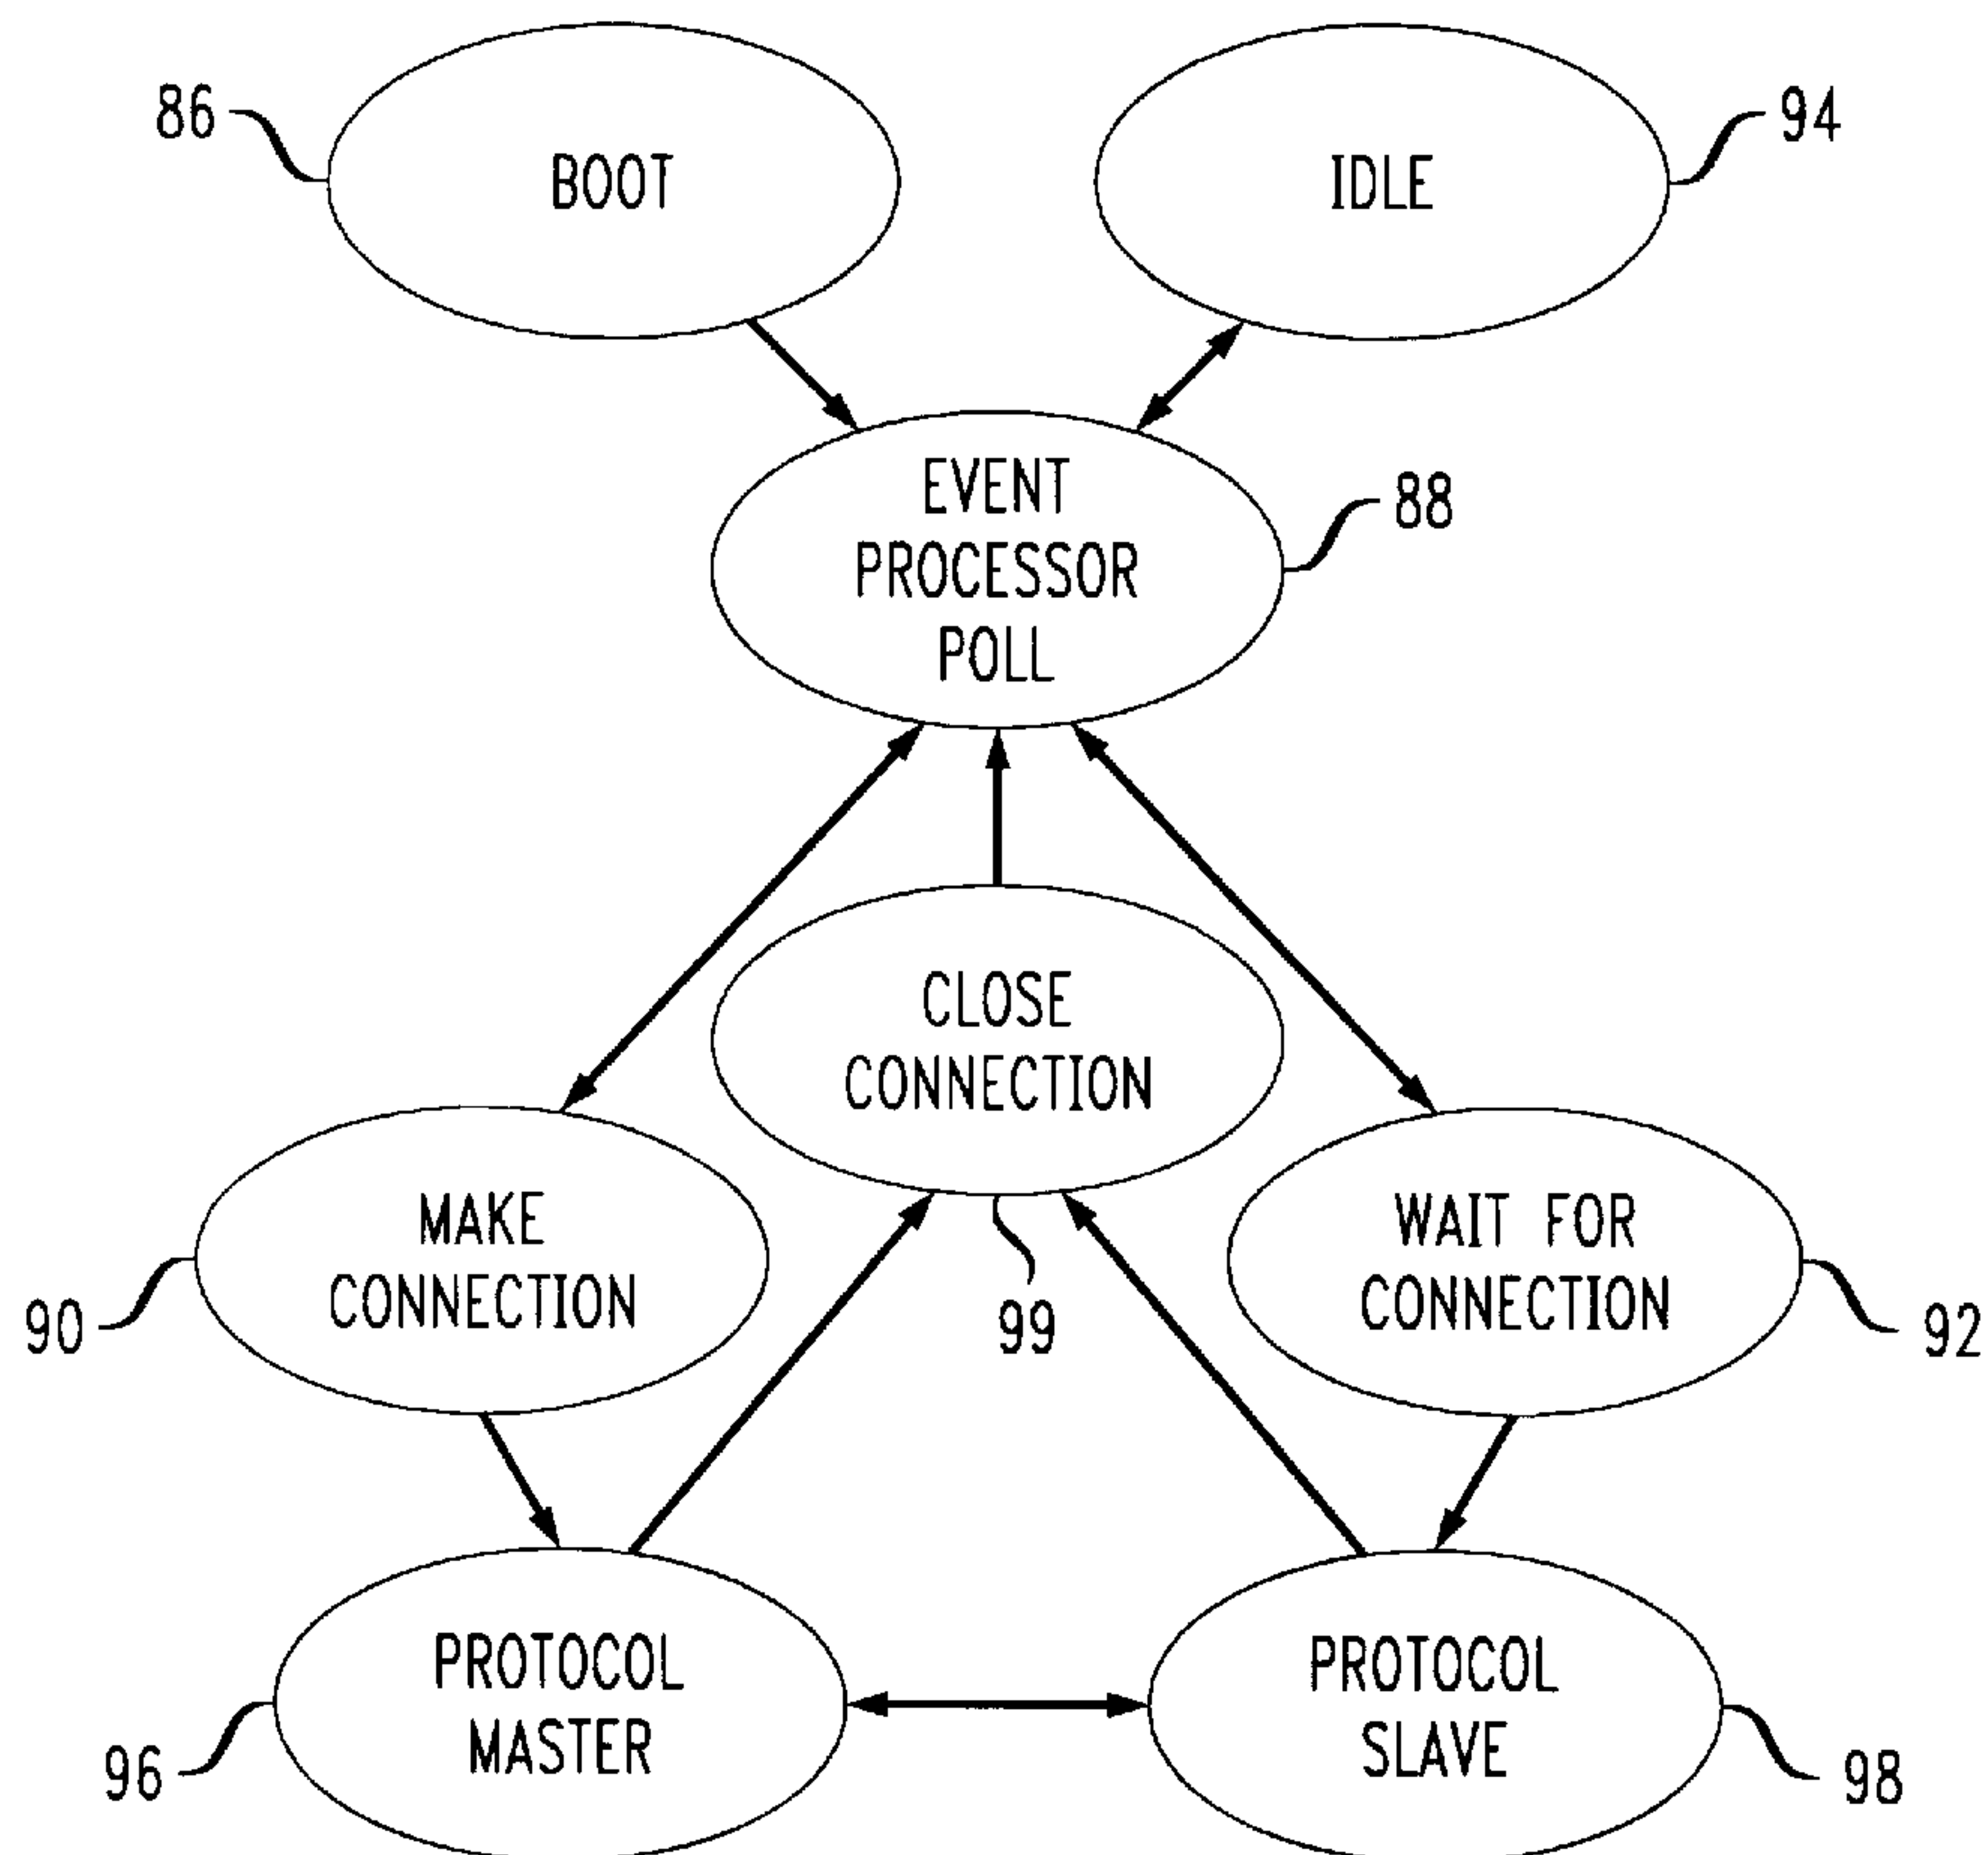 86
BOOT
IDLE
94
EVENT
PROCESSOR
POLL
88
CLOSE
CONNECTION
99
MAKE
CONNECTION
90
WAIT FOR
CONNECTION
92
PROTOCOL
MASTER
96
PROTOCOL
SLAVE
98